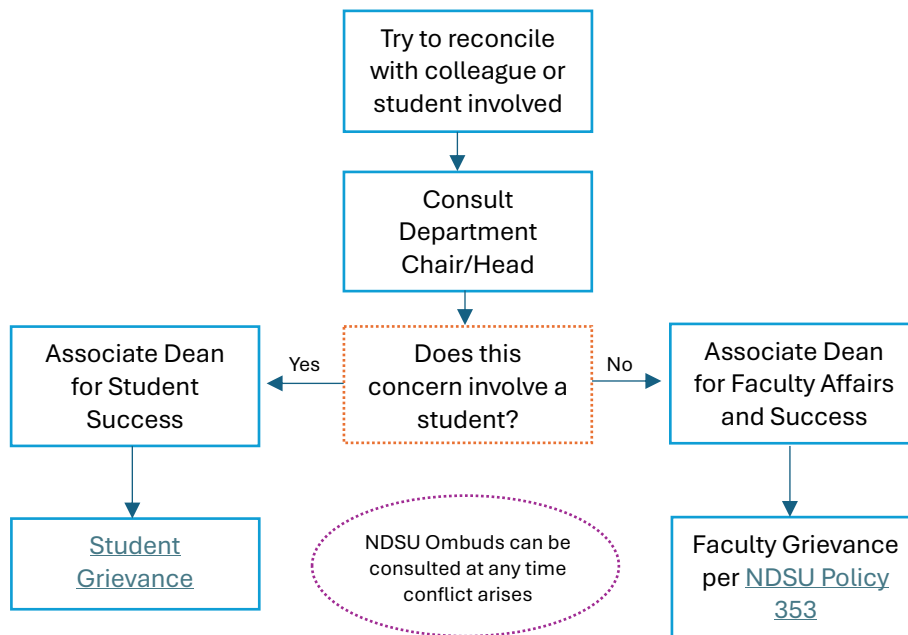 Try to reconcile
with colleague or
student involved
Consult
Department
Chair/Head
Associate Dean
for Student
Success
Yes
Does this
concern involve a
student?
No
Associate Dean
for Faculty Affairs
and Success
Student
Grievance
NDSU Ombuds can be
consulted at any time
conflict arises
Faculty Grievance
per NDSU Policy
353